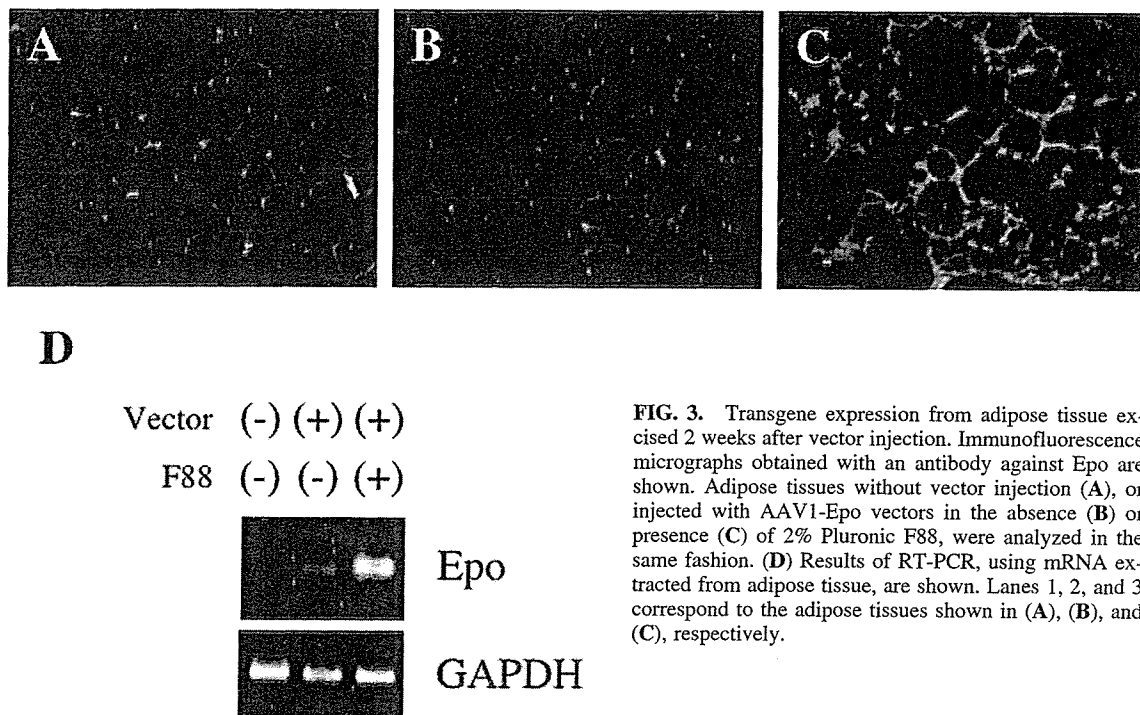 A
B
C
D
Vector (-) (+) (+)
F88 (-) (-) (+)
Epo
GAPDH
FIG. 3. Transgene expression from adipose tissue ex-
cised 2 weeks after vector injection. Immunofluorescence
micrographs obtained with an antibody against Epo are
shown. Adipose tissues without vector injection (A), or
injected with AAV1-Epo vectors in the absence (B) or
presence (C) of 2% Pluronic F88, were analyzed in the
same fashion. (D) Results of RT-PCR, using mRNA ex-
tracted from adipose tissue, are shown. Lanes 1, 2, and 3
correspond to the adipose tissues shown in (A), (B), and
(C), respectively.